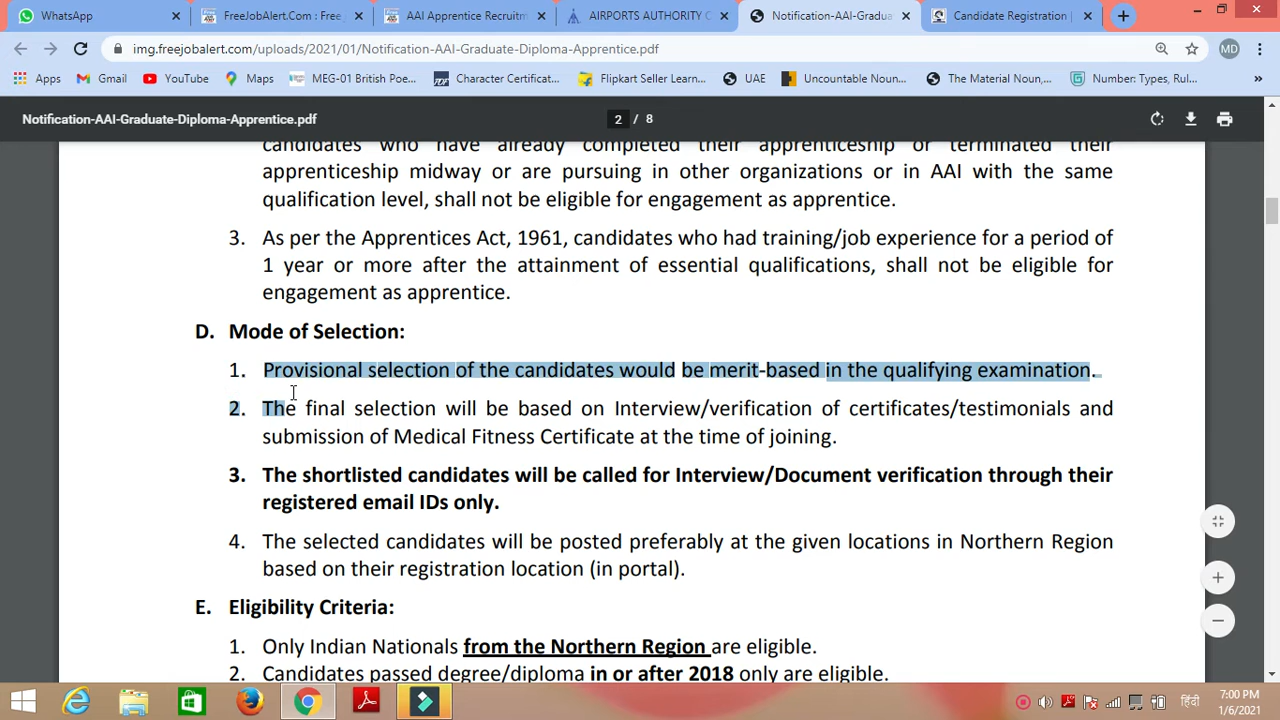 WhatsApp
FreeJobAlert.Com : Free
AAI Apprentice Recruitm
AIRPORTS AUTHORITY O
Notification-AAI-Gradua
Candidate Registration
img.freejobalert.com/uploads/2021/01/Notification-AAI-Graduate-Diploma-Apprentice.pdf
MD
Apps
Gmail
YouTube
Maps
MEG-01 British Poe...
Character Certificat...
Flipkart Seller Learn...
UAE
Uncountable Noun,...
The Material Noun,...
Number: Types, Rul...
»
Notification-AAI-Graduate-Diploma-Apprentice.pdf
2 / 8
candidates who have already completed their apprenticeship or terminated their
apprenticeship midway or are pursuing in other organizations or in AAI with the same
qualification level, shall not be eligible for engagement as apprentice.
3. As per the Apprentices Act, 1961, candidates who had training/job experience for a period of
1 year or more after the attainment of essential qualifications, shall not be eligible for
engagement as apprentice.
D. Mode of Selection:
1. Provisional selection of the candidates would be merit-based in the qualifying examination.
2. The final selection will be based on Interview/verification of certificates/testimonials and
submission of Medical Fitness Certificate at the time of joining.
3. The shortlisted candidates will be called for Interview/Document verification through their
registered email IDs only.
4. The selected candidates will be posted preferably at the given locations in Northern Region
based on their registration location (in portal).
E. Eligibility Criteria:
1. Only Indian Nationals from the Northern Region are eligible.
2. Candidates passed degree/diploma in or after 2018 only are eligible.
हिंदी
7:00 PM
1/6/2021